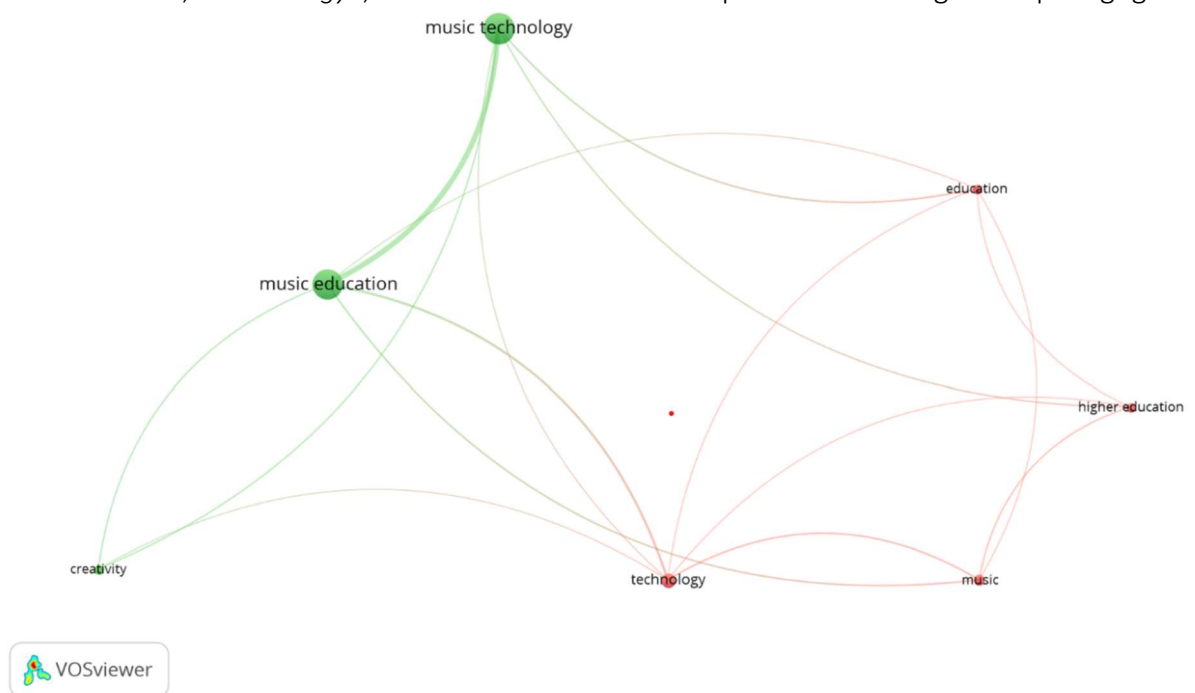 music technology
education
music education
higher education
creativity
technology
music
VOSviewer